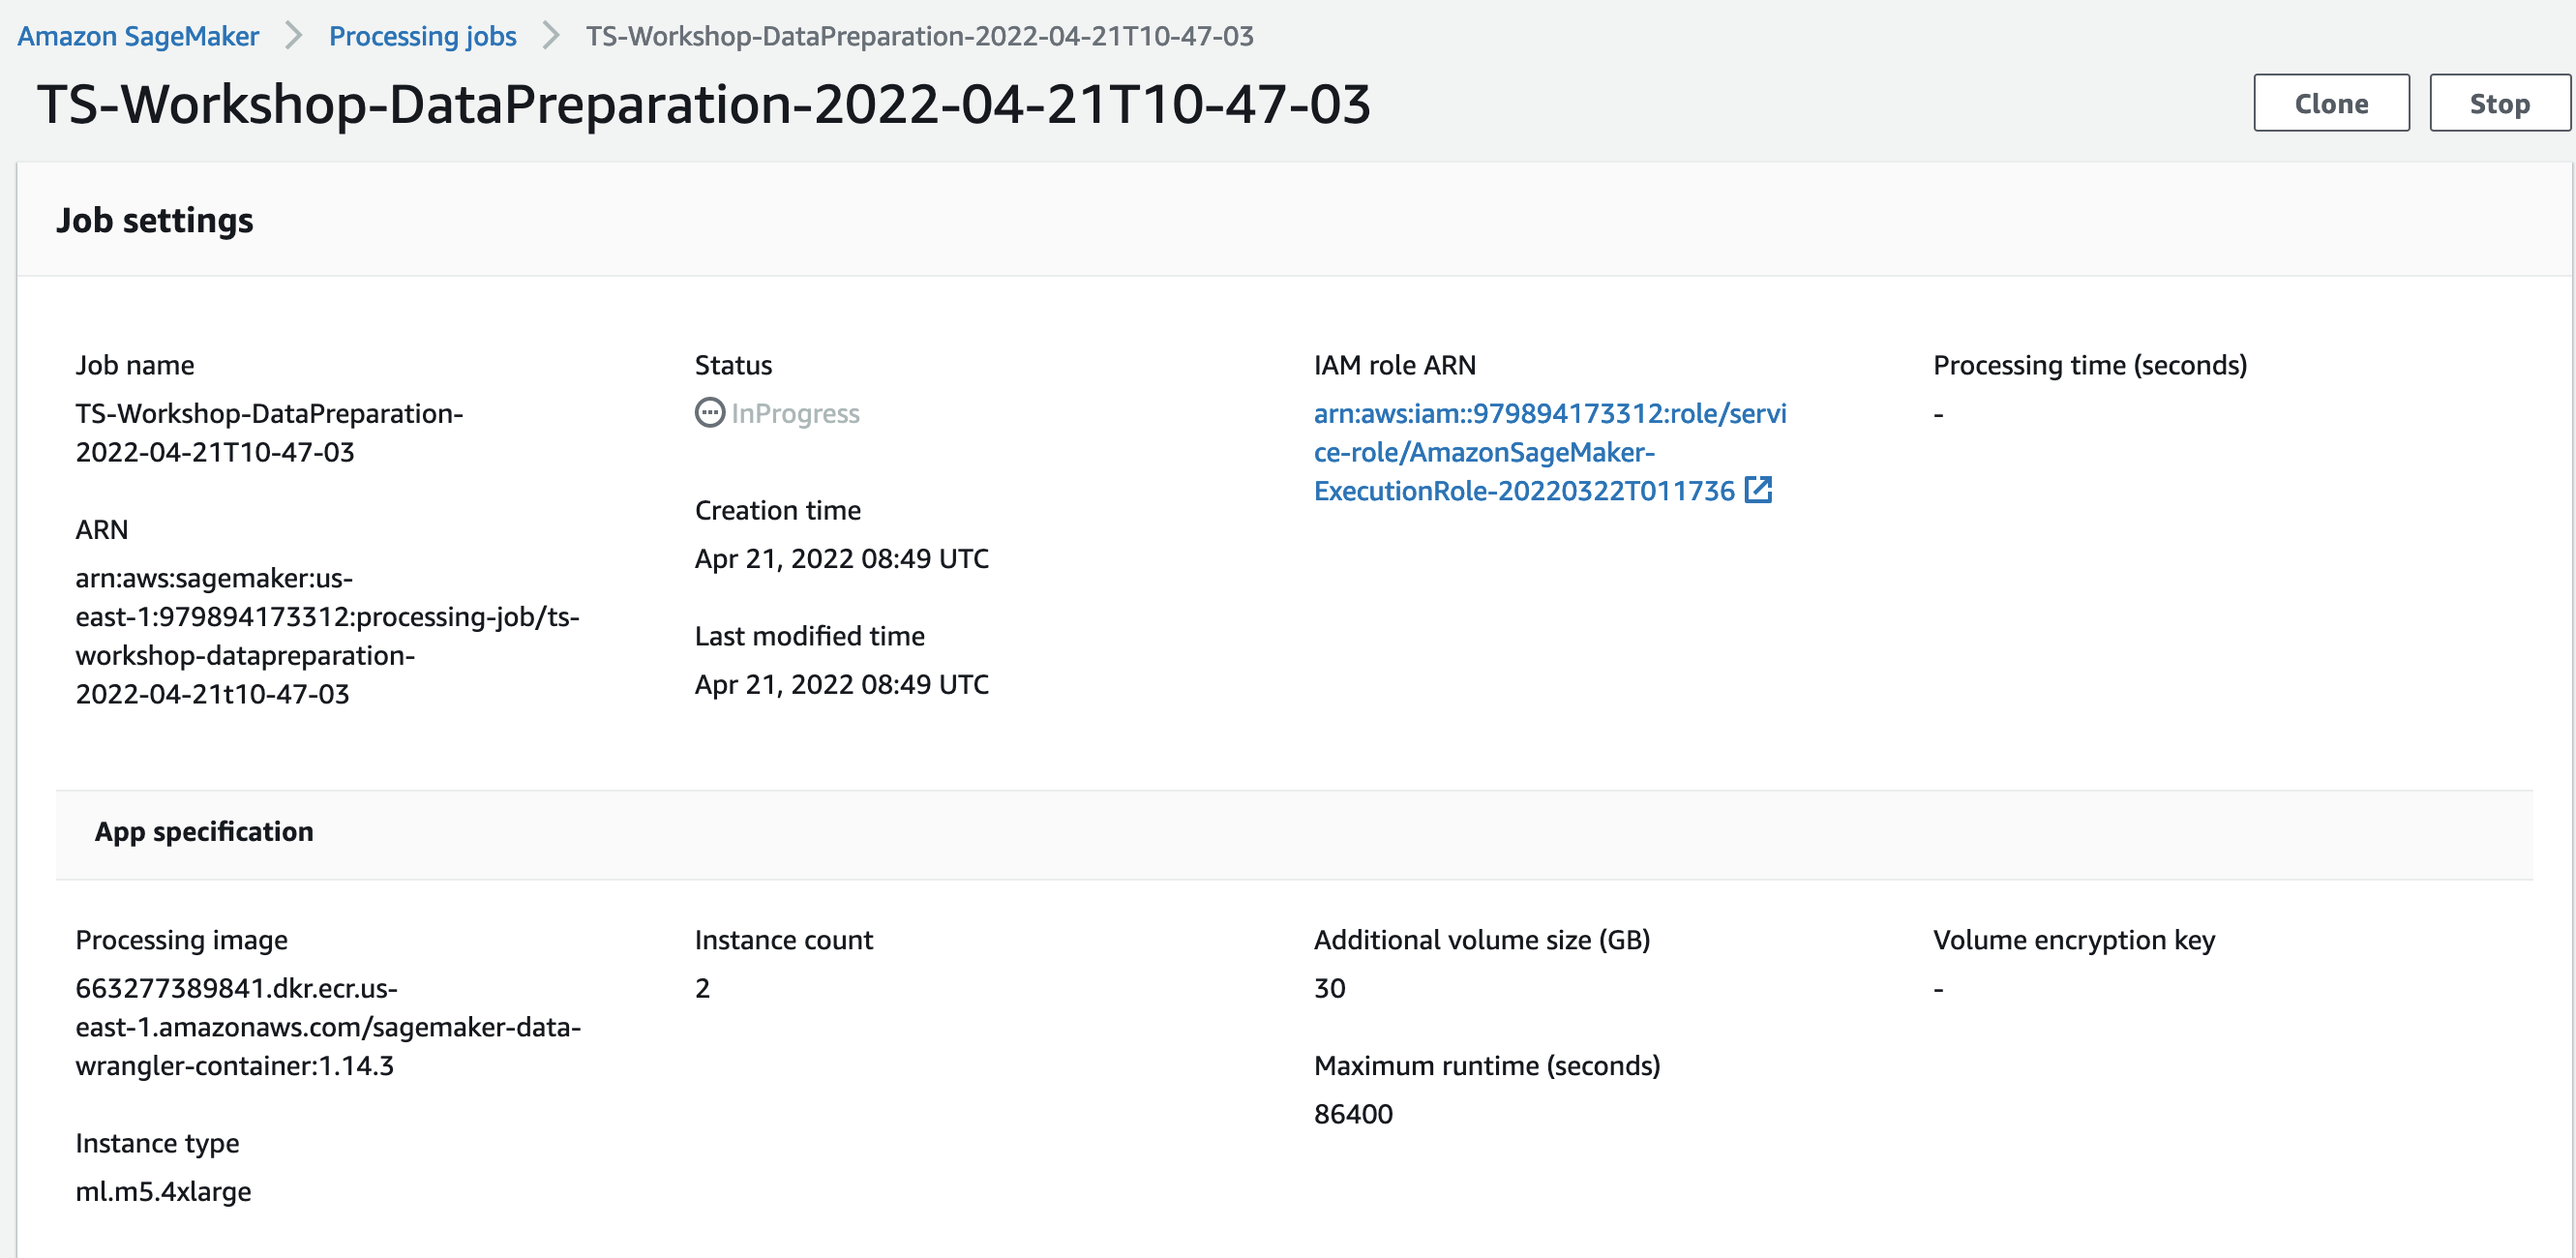 Amazon SageMaker
Processing jobs
TS-Workshop-DataPreparation-2022-04-21T10-47-03
TS-Workshop-DataPreparation-2022-04-21T10-47-03
Clone
Stop
Job settings
Job name
TS-Workshop-DataPreparation-
2022-04-21T10-47-03
ARN
arn:aws:sagemaker:us-
east-1:979894173312:processing-job/ts-
workshop-datapreparation-
2022-04-21t10-47-03
Status
InProgress
Creation time
Apr 21, 2022 08:49 UTC
Last modified time
Apr 21, 2022 08:49 UTC
IAM role ARN
arn:aws:iam::979894173312:role/servi
ce-role/AmazonSageMaker-
ExecutionRole-20220322T011736
Processing time (seconds)
-
App specification
Processing image
663277389841.dkr.ecr.us-
east-1.amazonaws.com/sagemaker-data-
wrangler-container:1.14.3
Instance type
ml.m5.4xlarge
Instance count
2
Additional volume size (GB)
30
Maximum runtime (seconds)
86400
Volume encryption key
-